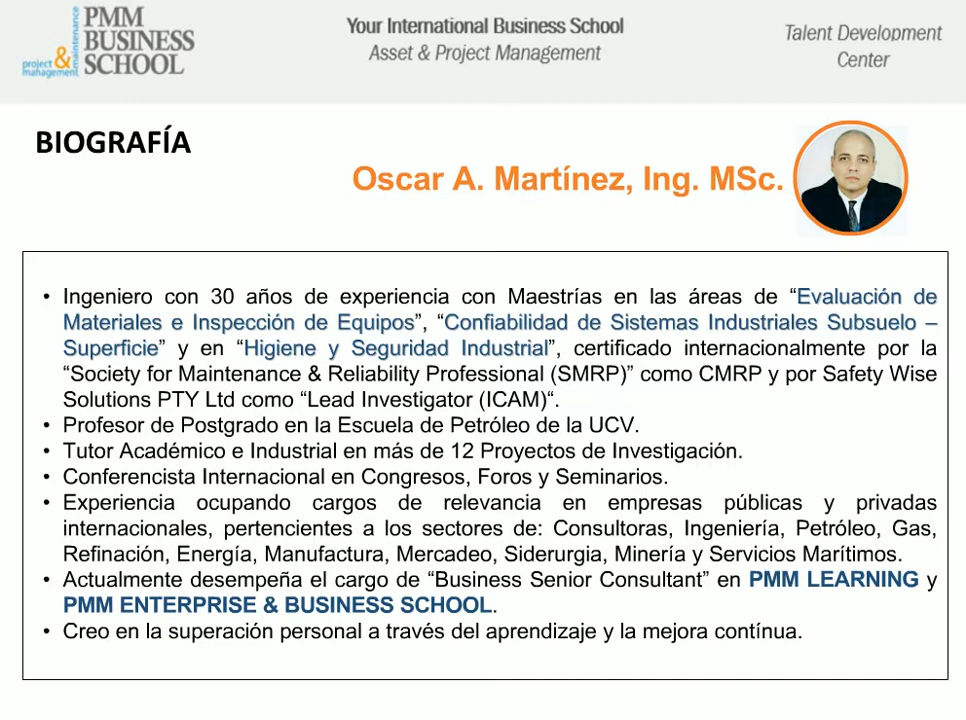 PMM
BUSINESS
SCHOOL
project & maintenance
management
Your International Business School
Asset & Project Management
Talent Development
Center
BIOGRAFÍA
Oscar A. Martínez, Ing. MSc.
• Ingeniero con 30 años de experiencia con Maestrías en las áreas de “Evaluación de
Materiales e Inspección de Equipos”, “Confiabilidad de Sistemas Industriales Subsuelo –
Superficie” y en “Higiene y Seguridad Industrial”, certificado internacionalmente por la
“Society for Maintenance & Reliability Professional (SMRP)” como CMRP y por Safety Wise
Solutions PTY Ltd como “Lead Investigator (ICAM)“.
• Profesor de Postgrado en la Escuela de Petróleo de la UCV.
• Tutor Académico e Industrial en más de 12 Proyectos de Investigación.
• Conferencista Internacional en Congresos, Foros y Seminarios.
• Experiencia ocupando cargos de relevancia en empresas públicas y privadas
internacionales, pertencientes a los sectores de: Consultoras, Ingeniería, Petróleo, Gas,
Refinación, Energía, Manufactura, Mercadeo, Siderurgia, Minería y Servicios Marítimos.
• Actualmente desempeña el cargo de “Business Senior Consultant” en PMM LEARNING y
PMM ENTERPRISE & BUSINESS SCHOOL.
• Creo en la superación personal a través del aprendizaje y la mejora contínua.